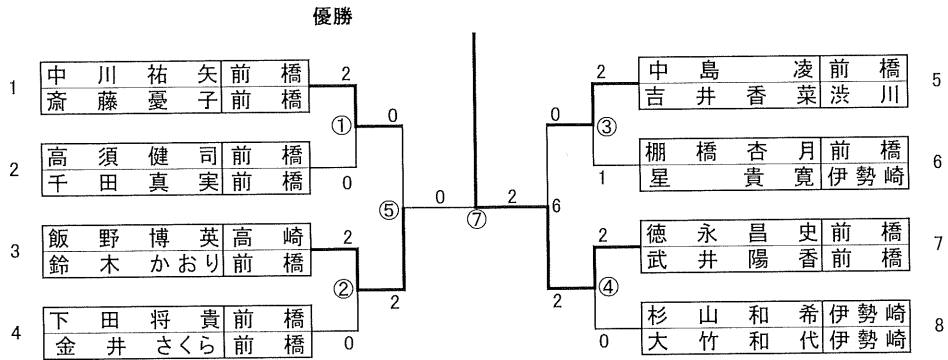 優勝
1 中川祐矢 前橋
斎藤憂子 前橋
2
①
0
2 高須健司 前橋
千田真実 前橋
0
⑤
3 飯野博英 高崎
鈴木かおり 前橋
2
②
2
4 下田将貴 前橋
金井さくら 前橋
0
0
⑦
2
中島凌 前橋 5
吉井香菜 渋川
2
0
③
棚橋杏月 前橋 6
星貴寛 伊勢崎
1
6
徳永昌史 前橋 7
武井陽香 前橋
2
④
2
杉山和希 伊勢崎 8
大竹和代 伊勢崎
0